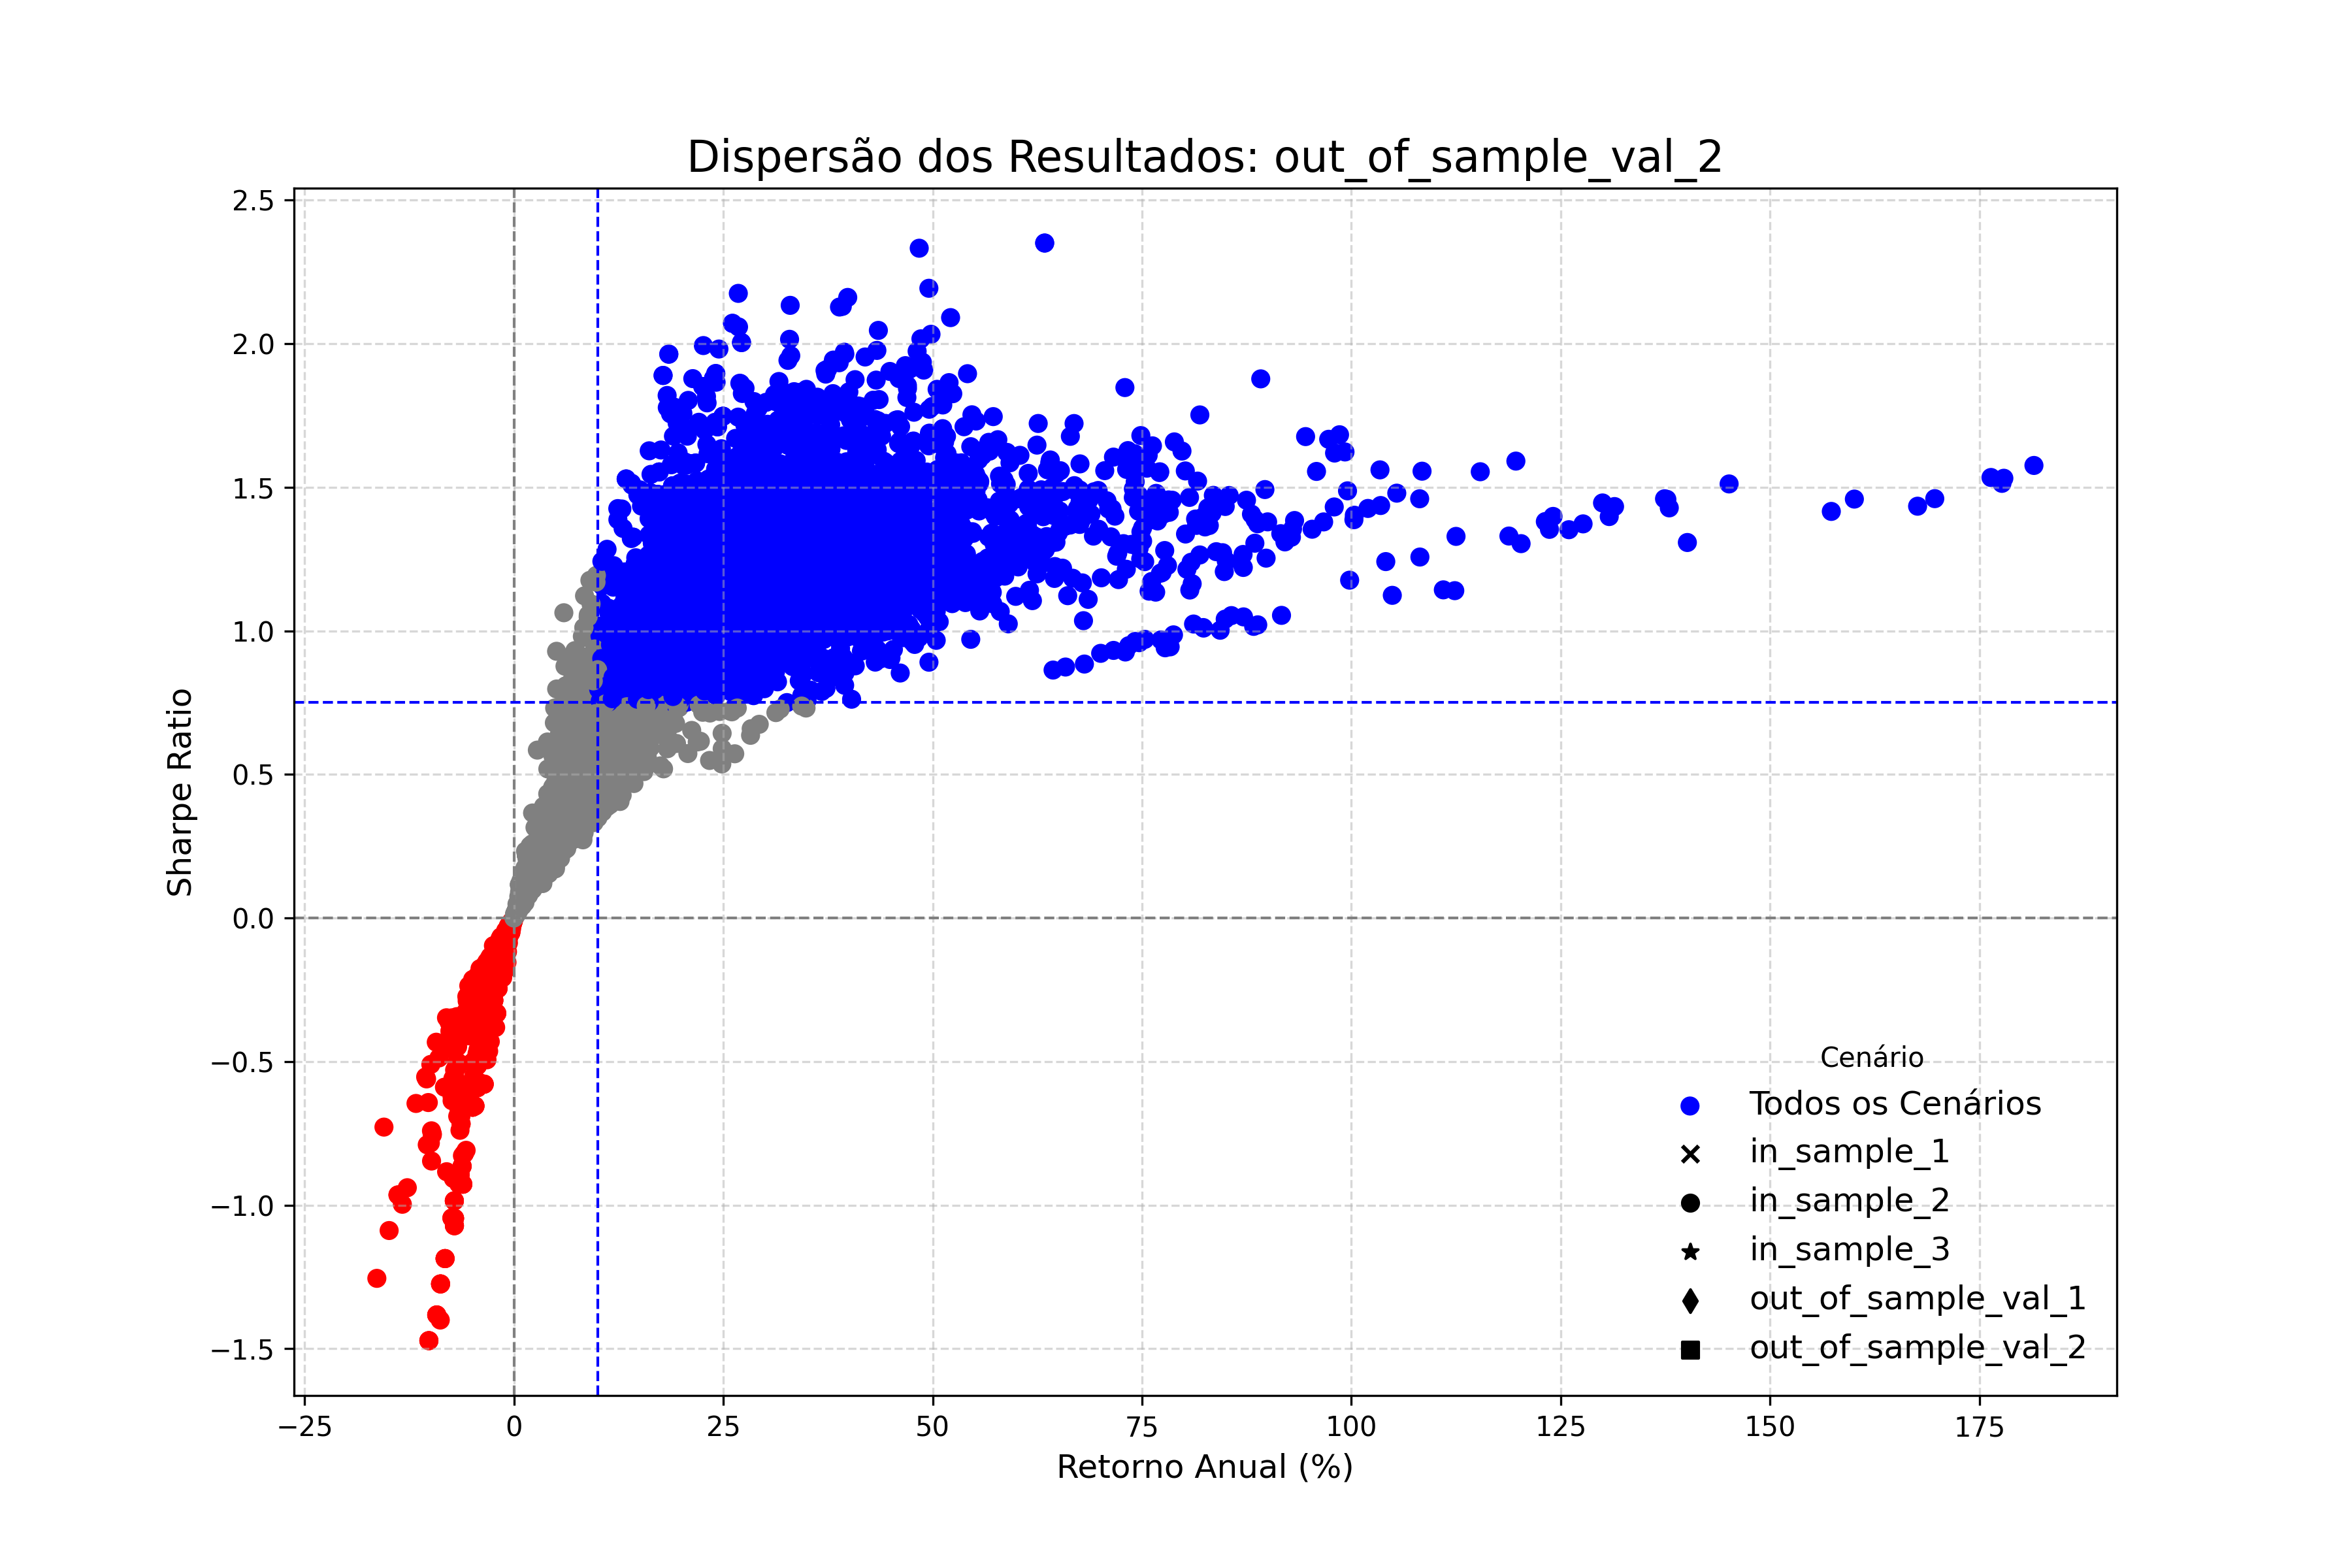 Dispersão dos Resultados: out_of_sample_val_2
2.5
2.0
1.5
1.0
0.5
0.0
−0.5
−1.0
−1.5
Sharpe Ratio
−25
0
25
50
75
100
125
150
175
Retorno Anual (%)
Cenário
Todos os Cenários
in_sample_1
in_sample_2
in_sample_3
out_of_sample_val_1
out_of_sample_val_2